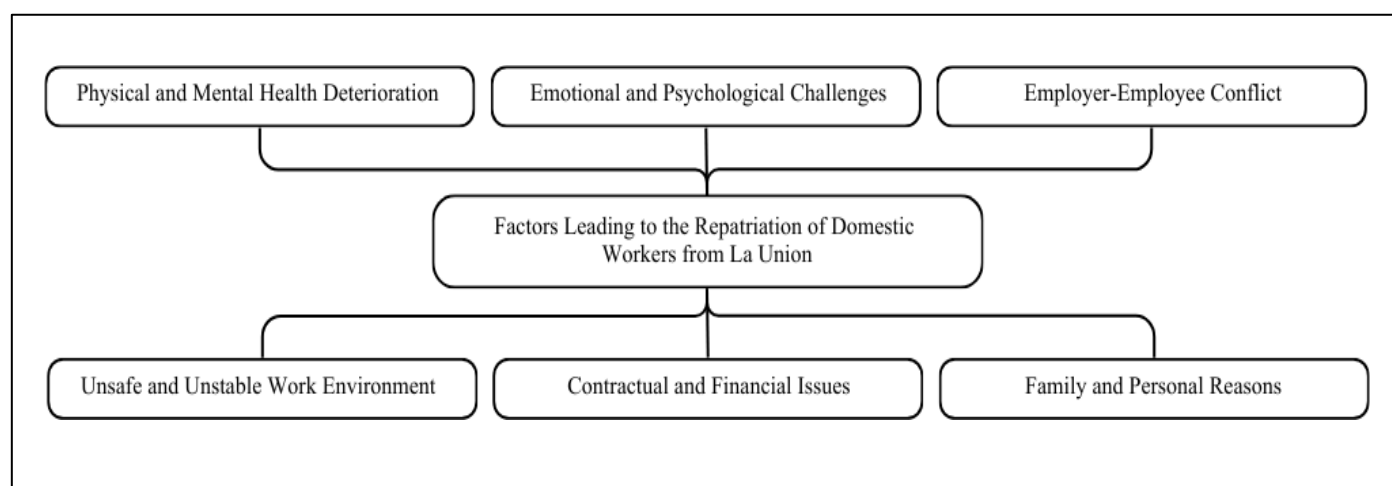 Physical and Mental Health Deterioration
Emotional and Psychological Challenges
Employer-Employee Conflict
Factors Leading to the Repatriation of Domestic
Workers from La Union
Unsafe and Unstable Work Environment
Contractual and Financial Issues
Family and Personal Reasons